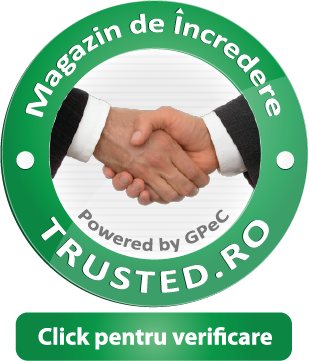 Magazin de Încredere
Powered by GPeC
TRUSTED.RO
Click pentru verificare